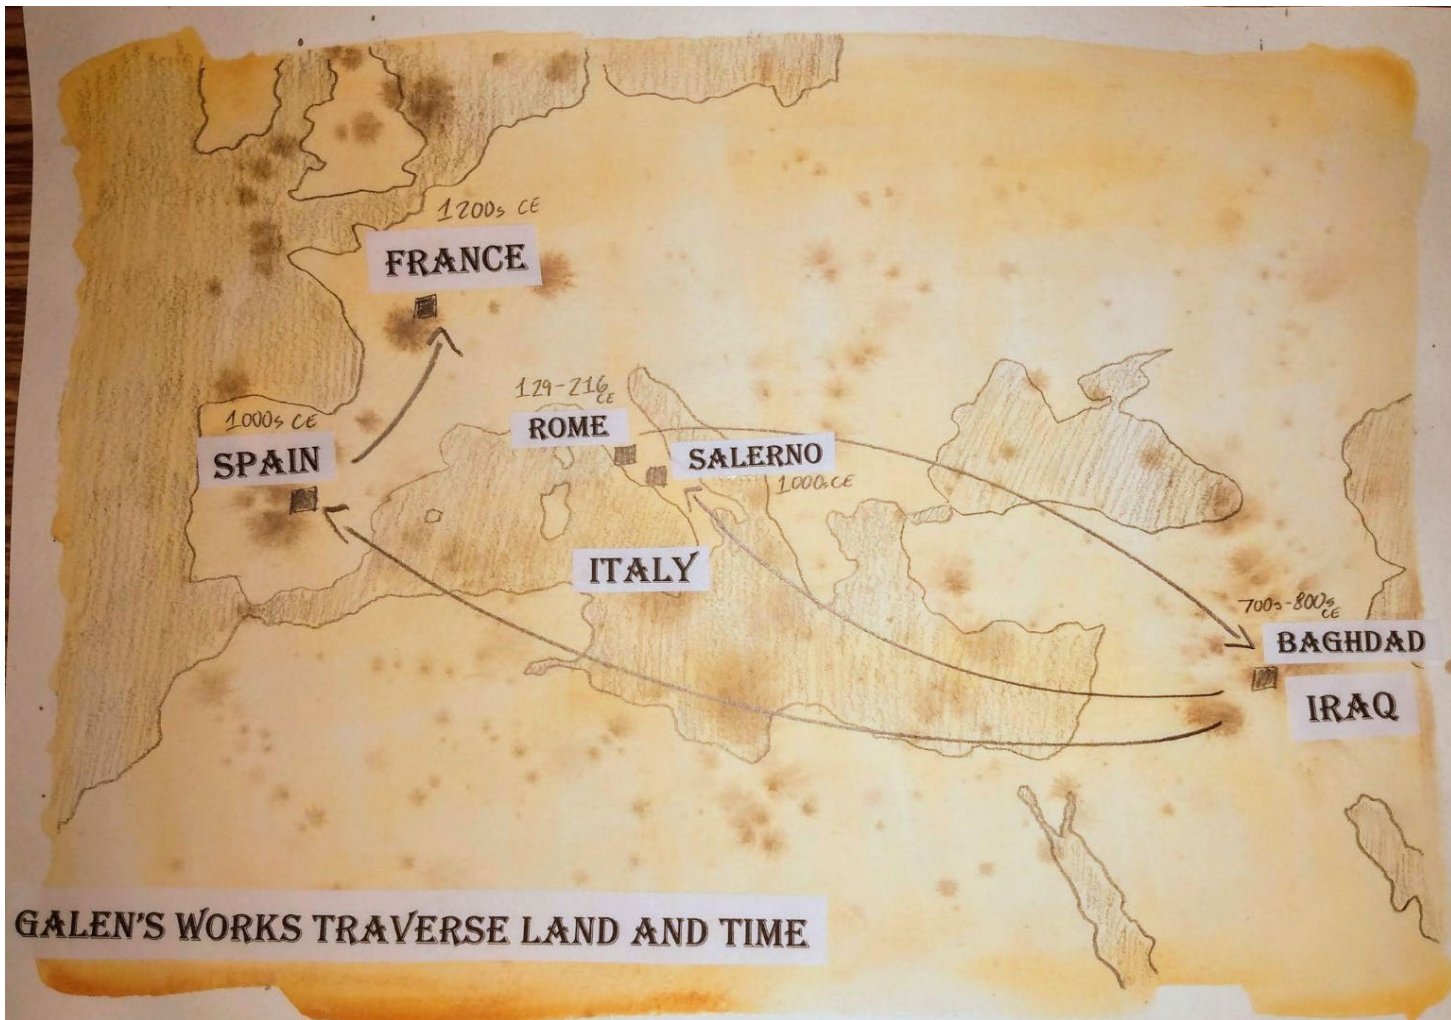 1200s CE
FRANCE
129-216 CE
ROME
1000s CE
SPAIN
SALERNO
1000s CE
ITALY
700s-800s CE
BAGHDAD
IRAQ
GALEN'S WORKS TRAVERSE LAND AND TIME